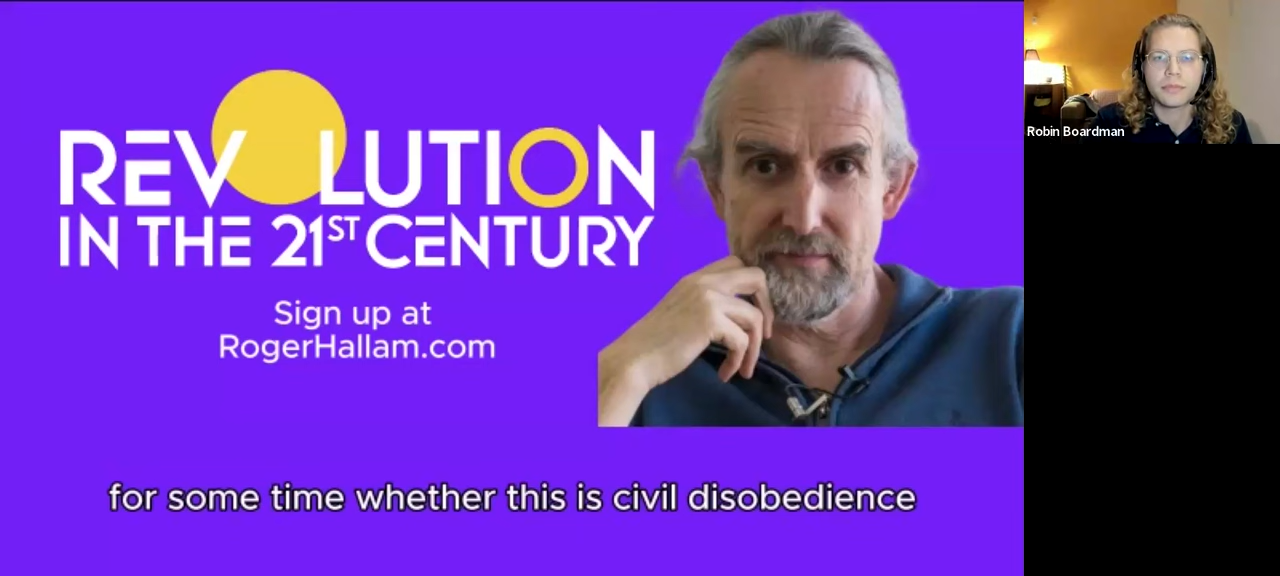 REVOLUTION
IN THE 21ST CENTURY
Sign up at
RogerHallam.com
for some time whether this is civil disobedience
Robin Boardman